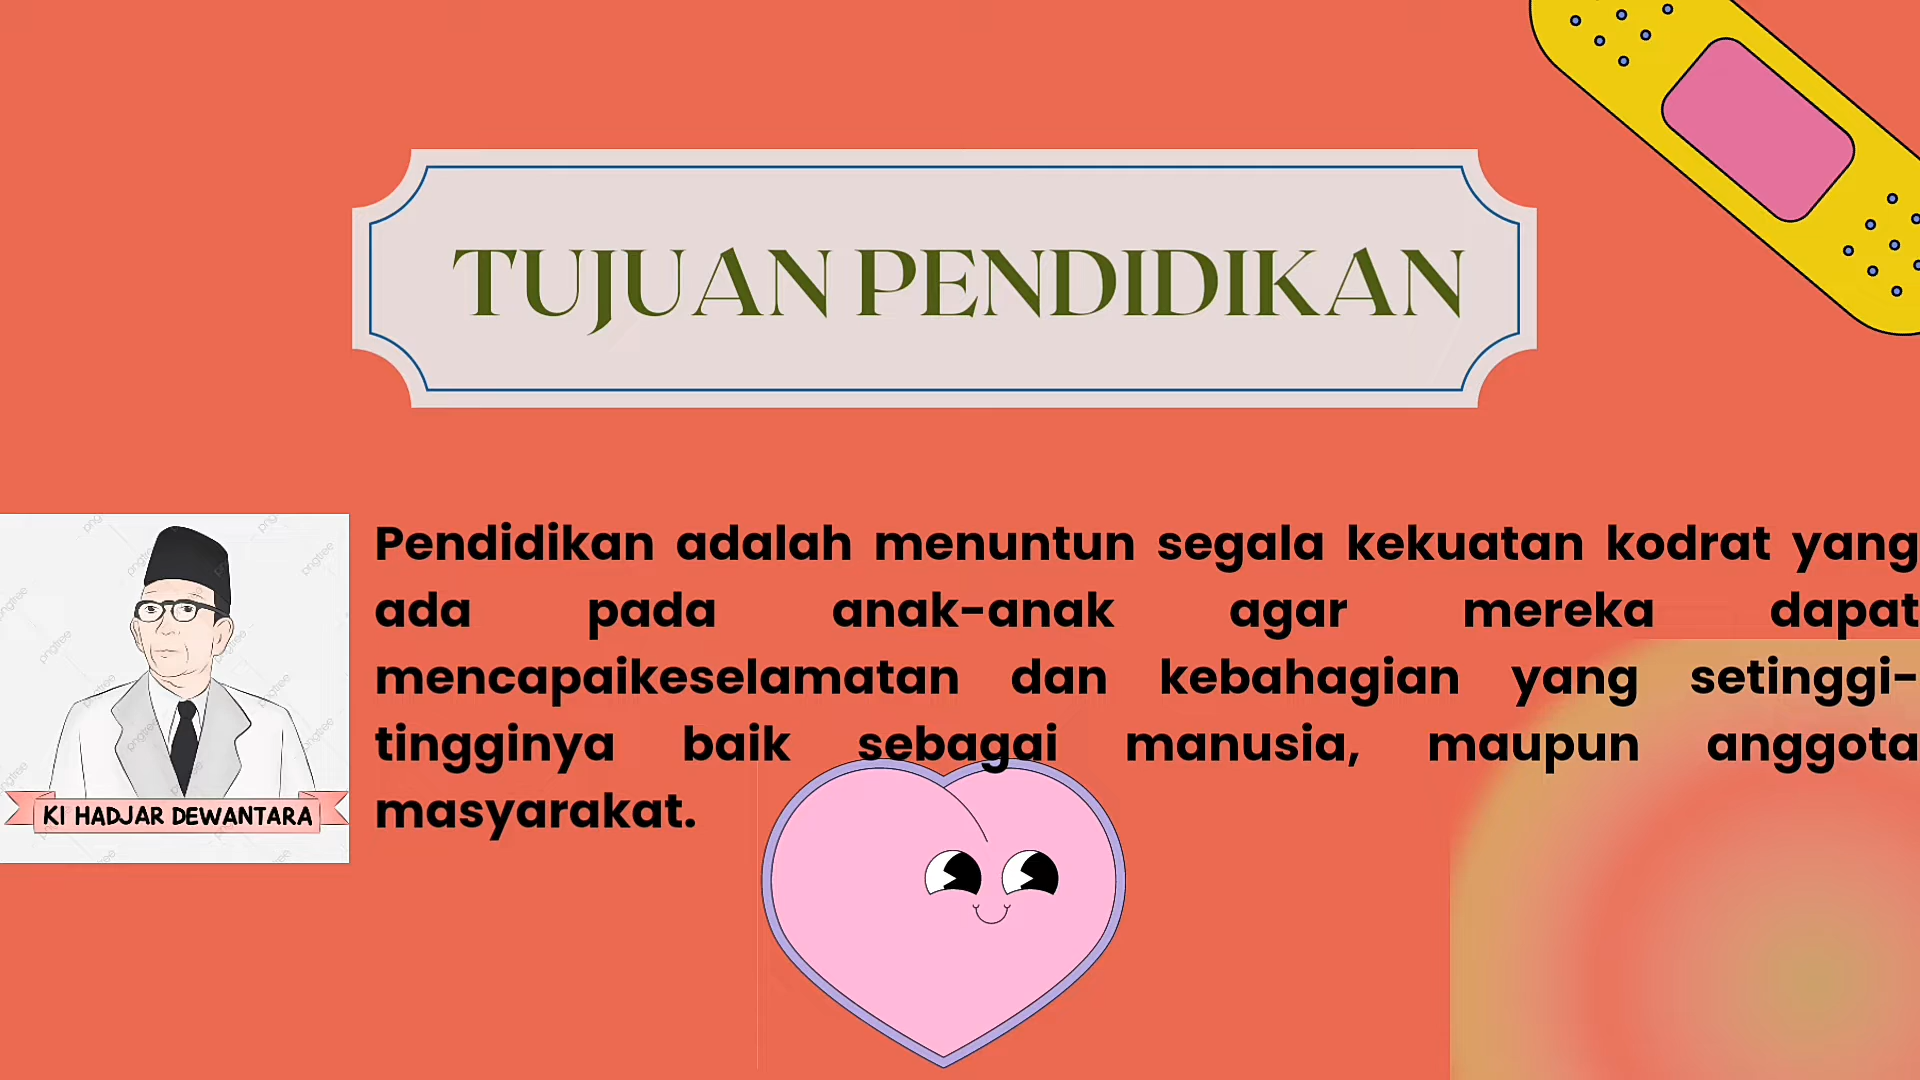 TUJUAN PENDIDIKAN
Pendidikan adalah menuntun segala kekuatan kodrat yang
ada pada anak-anak agar mereka dapat
mencapaikeselamatan dan kebahagian yang setinggi-
tingginya baik sebagai manusia, maupun anggota
masyarakat.
KI HADJAR DEWANTARA
pngtree